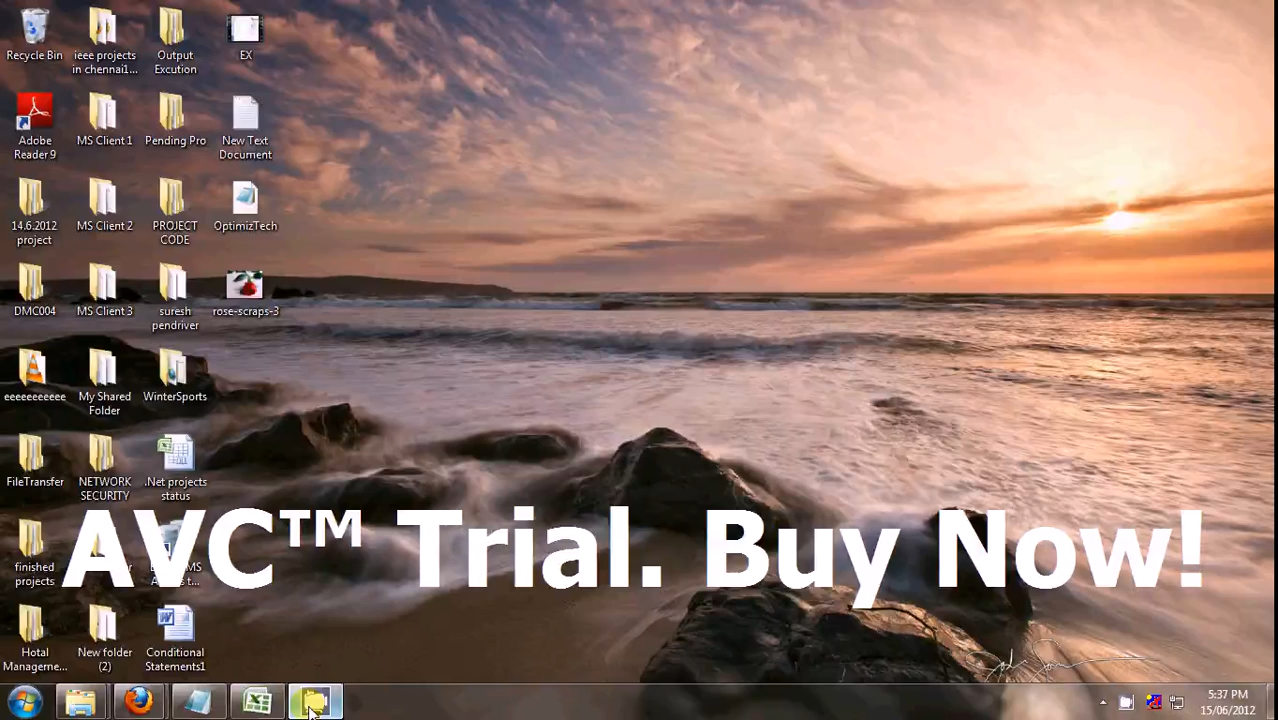 Recycle Bin
ieee projects
in chennai1...
Output
Excution
EX
Adobe
Reader 9
MS Client 1
Pending Pro
New Text
Document
14.6.2012
project
MS Client 2
PROJECT
CODE
OptimizTech
DMC004
MS Client 3
suresh
pendriver
rose-scraps-3
eeeeeeeeeee
My Shared
Folder
WinterSports
FileTransfer
NETWORK
SECURITY
.Net projects
status
AVC™ Trial. Buy Now!
finished
projects
Hotal
Manageme...
New folder
(2)
Conditional
Statements1
5:37 PM
15/06/2012